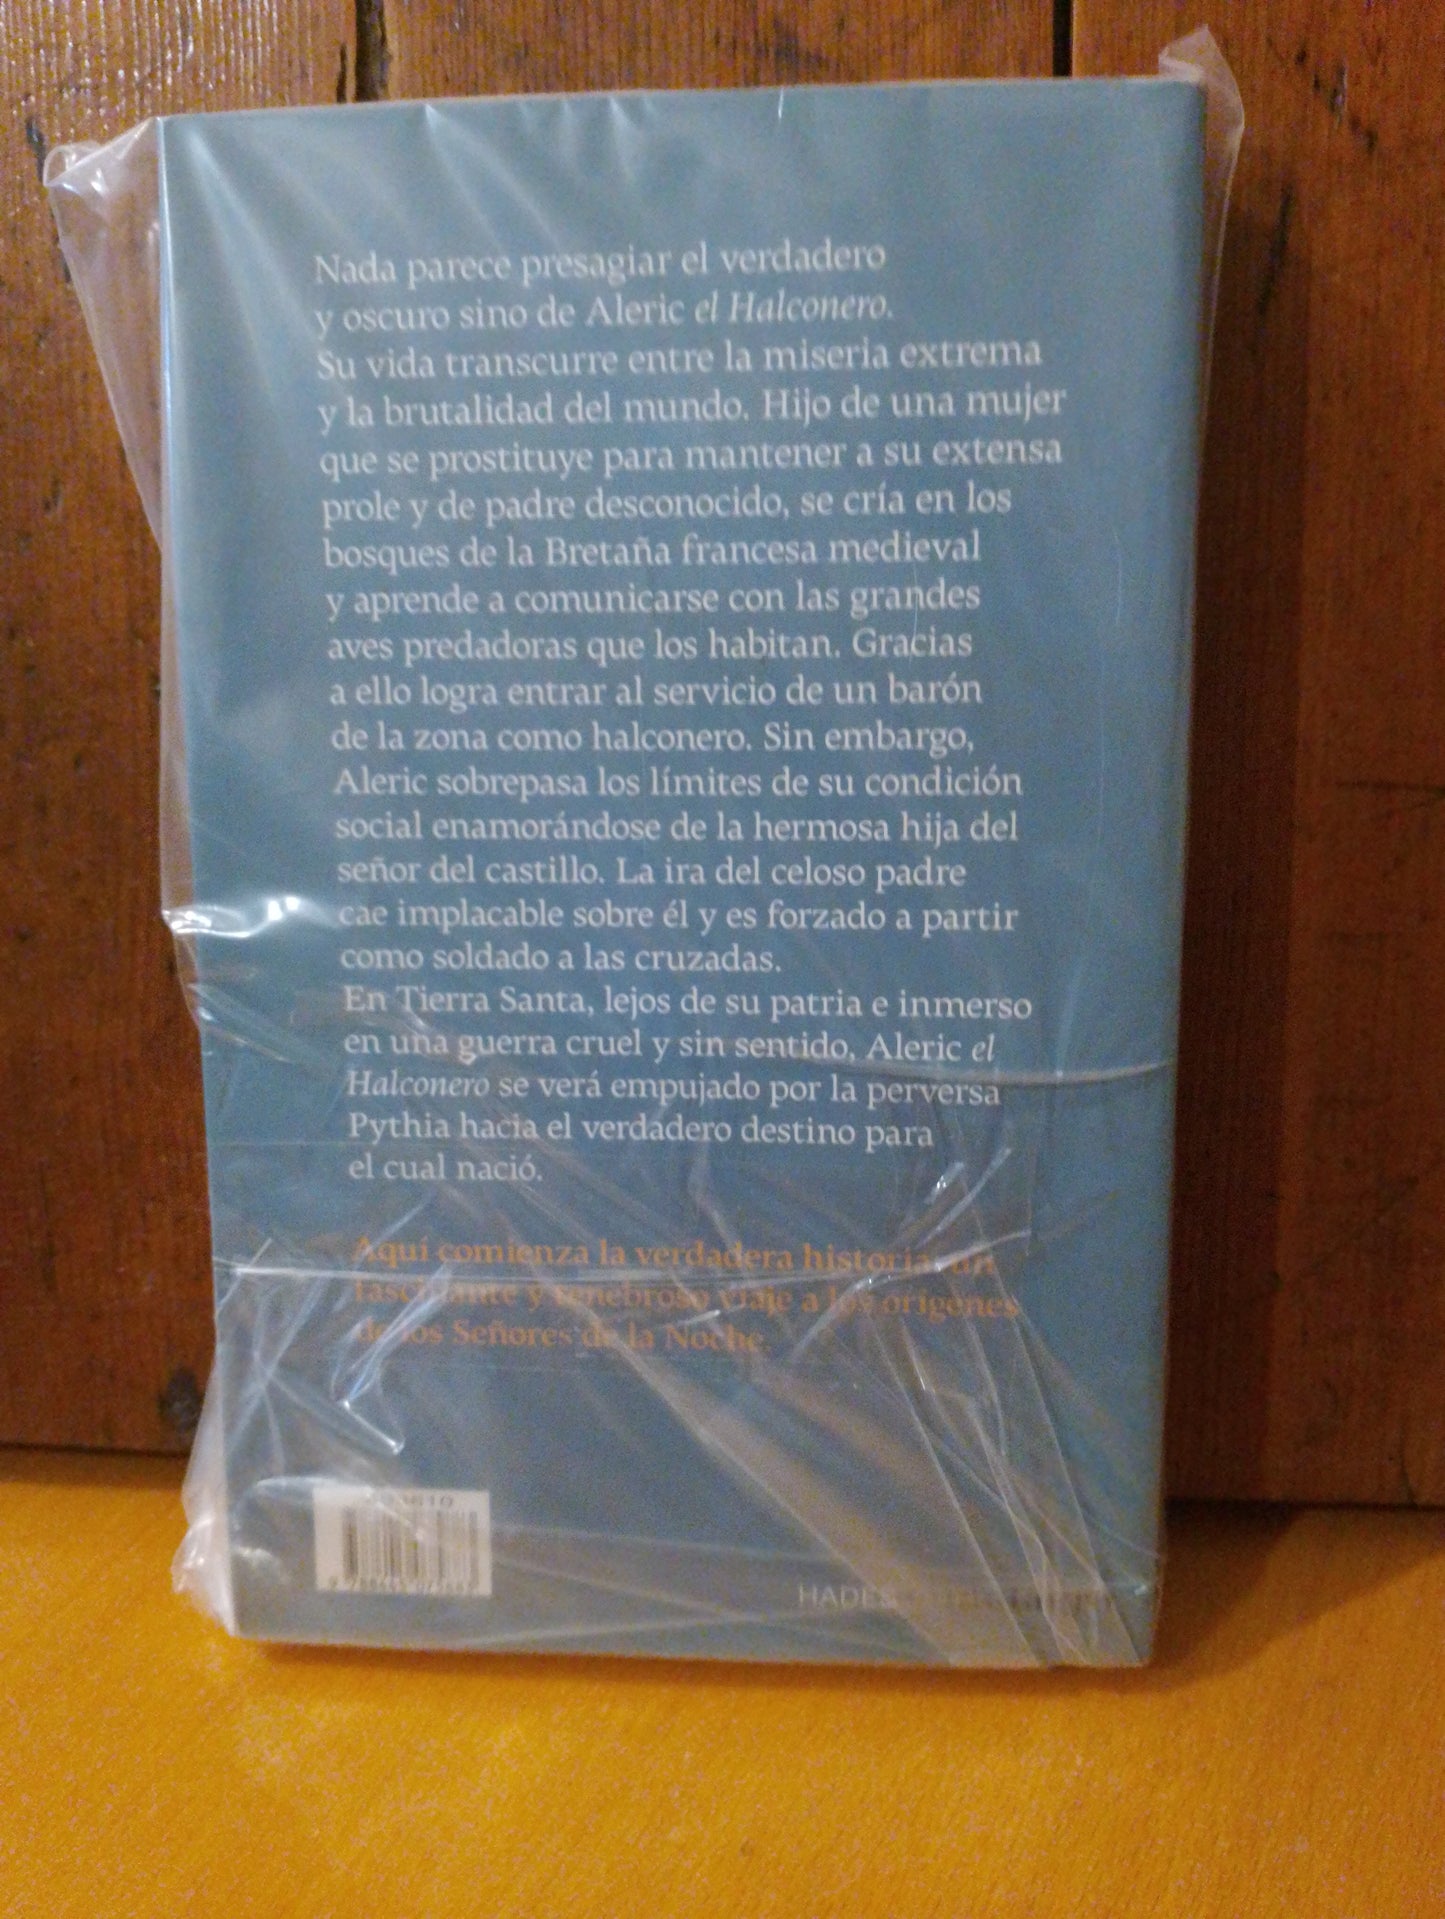 Nada parece presagiar el verdadero
y oscuro sino de Aleric el Halconero.
Su vida transcurre entre la miseria extrema
y la brutalidad del mundo. Hijo de una mujer
que se prostituye para mantener a su extensa
prole y de padre desconocido, se cría en los
bosques de la Bretaña francesa medieval
y aprende a comunicarse con las grandes
aves predadoras que los habitan. Gracias
a ello logra entrar al servicio de un barón
de la zona como halconero. Sin embargo,
Aleric sobrepasa los límites de su condición
social enamorándose de la hermosa hija del
señor del castillo. La ira del celoso padre
cae implacable sobre él y es forzado a partir
como soldado a las cruzadas.
En Tierra Santa, lejos de su patria e inmerso
en una guerra cruel y sin sentido, Aleric el
Halconero se verá empujado por la perversa
Pythia hacia el verdadero destino para
el cual nació.
Aquí comienza la verdadera historia, un
fascinante y tenebroso viaje a los orígenes
de los Señores de la Noche.
HADES